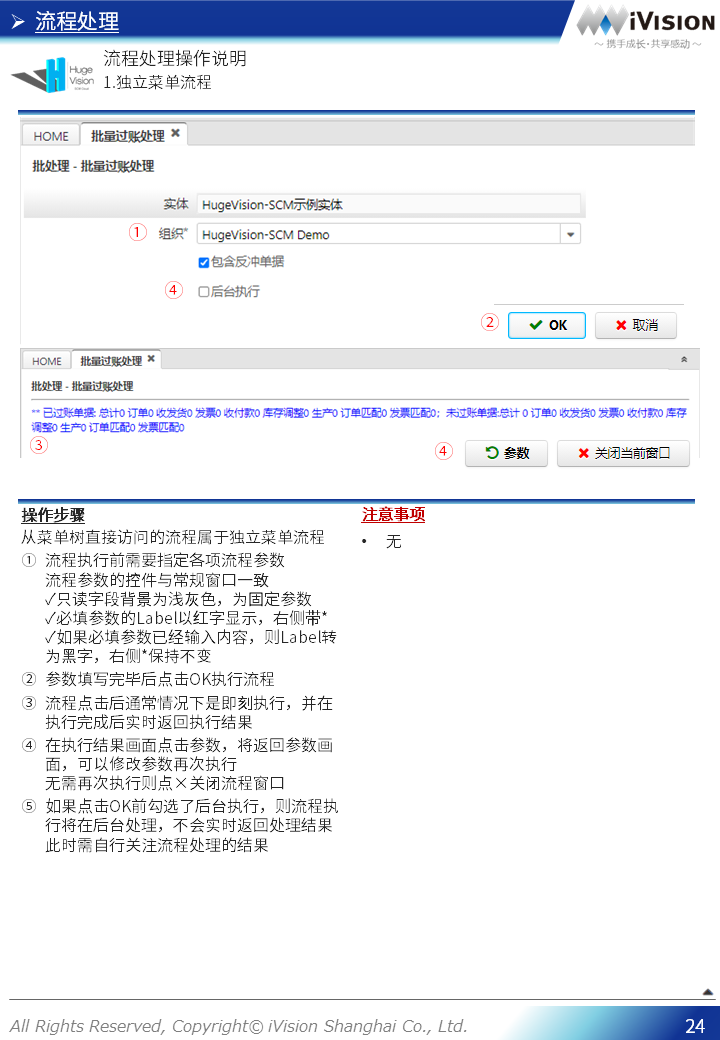 ➢ 流程处理
iVISION
～ 携手成长·共享感动 ～
Huge
Vision
流程处理操作说明
1.独立菜单流程
HOME 批量过账处理
批处理 - 批量过账处理
实体 HugeVision-SCM示例实体
① 组织* HugeVision-SCM Demo
包含反冲单据
④ 后台执行
② OK 取消
HOME 批量过账处理
批处理 - 批量过账处理
** 已过账单据: 总计0 订单0 收发货0 发票0 收付款0 库存调整0 生产0 订单匹配0 发票匹配0；未过账单据:总计 0 订单0 收发货0 发票0 收付款0 库存
调整0 生产0 订单匹配0 发票匹配0
③
④ 参数 关闭当前窗口
操作步骤
从菜单树直接访问的流程属于独立菜单流程
① 流程执行前需要指定各项流程参数
流程参数的控件与常规窗口一致
✓只读字段背景为浅灰色，为固定参数
✓必填参数的Label以红字显示，右侧带*
✓如果必填参数已经输入内容，则Label转
为黑字，右侧*保持不变
② 参数填写完毕后点击OK执行流程
③ 流程点击后通常情况下是即刻执行，并在
执行完成后实时返回执行结果
④ 在执行结果画面点击参数，将返回参数画
面，可以修改参数再次执行
无需再次执行则点×关闭流程窗口
⑤ 如果点击OK前勾选了后台执行，则流程执
行将在后台处理，不会实时返回处理结果
此时需自行关注流程处理的结果
注意事项
• 无
All Rights Reserved, Copyright© iVision Shanghai Co., Ltd.
24